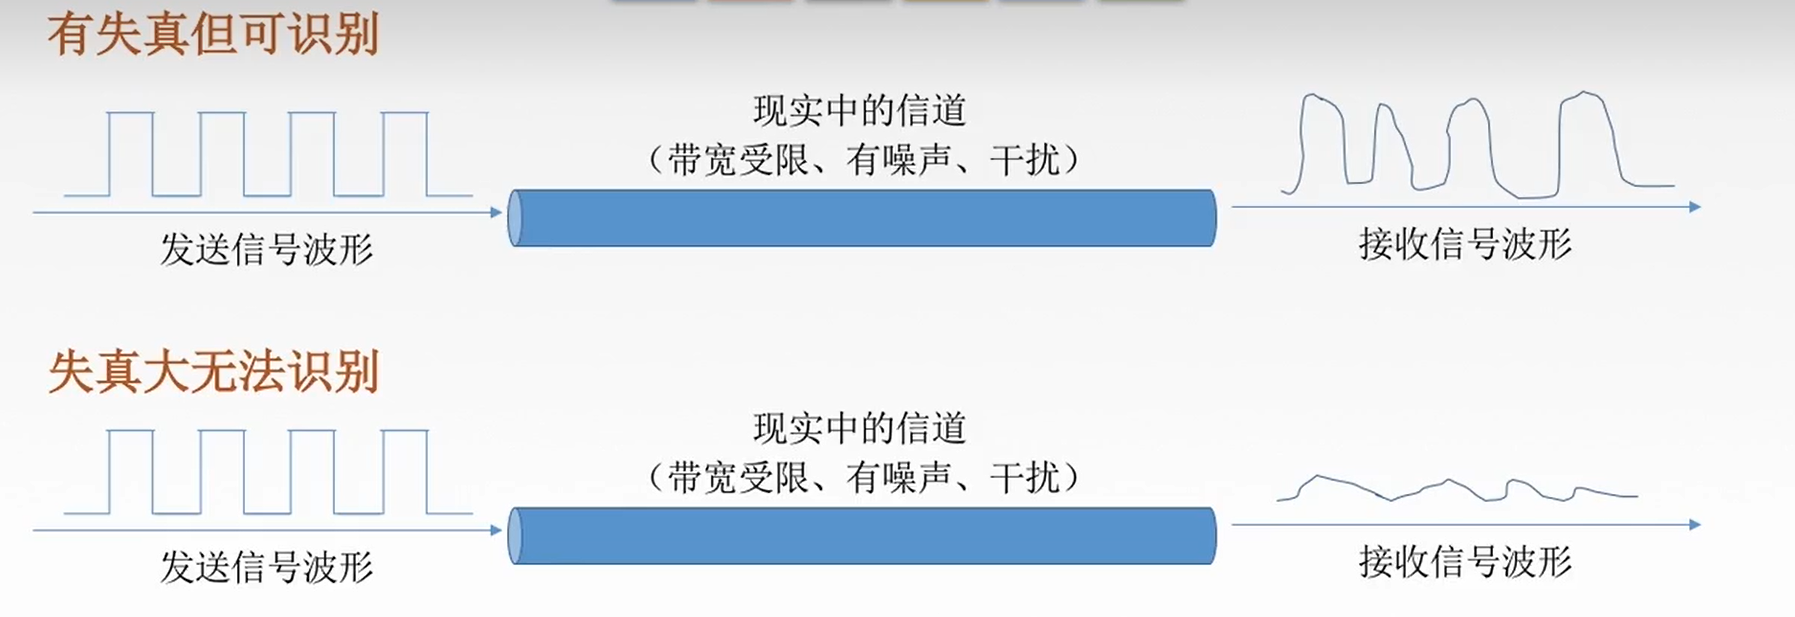 有失真但可识别
现实中的信道
（带宽受限、有噪声、干扰）
发送信号波形
接收信号波形
失真大无法识别
现实中的信道
（带宽受限、有噪声、干扰）
发送信号波形
接收信号波形